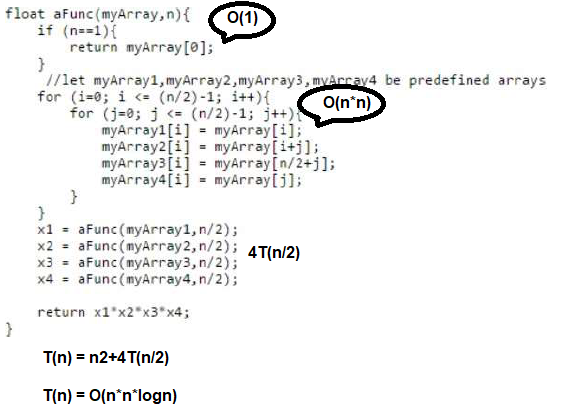 float aFunc(myArray,n){
O(1)
if (n==1){
return myArray[0];
}
//let myArray1,myArray2,myArray3,myArray4 be predefined arrays
for (i=0; i <= (n/2)-1; i++){
O(n*n)
for (j=0; j <= (n/2)-1; j++){
myArray1[i] = myArray[i];
myArray2[i] = myArray[i+j];
myArray3[i] = myArray[n/2+j];
myArray4[i] = myArray[j];
}
}
x1 = aFunc(myArray1,n/2);
x2 = aFunc(myArray2,n/2);
4T(n/2)
x3 = aFunc(myArray3,n/2);
x4 = aFunc(myArray4,n/2);
return x1*x2*x3*x4;
}
T(n) = n2+4T(n/2)
T(n) = O(n*n*logn)